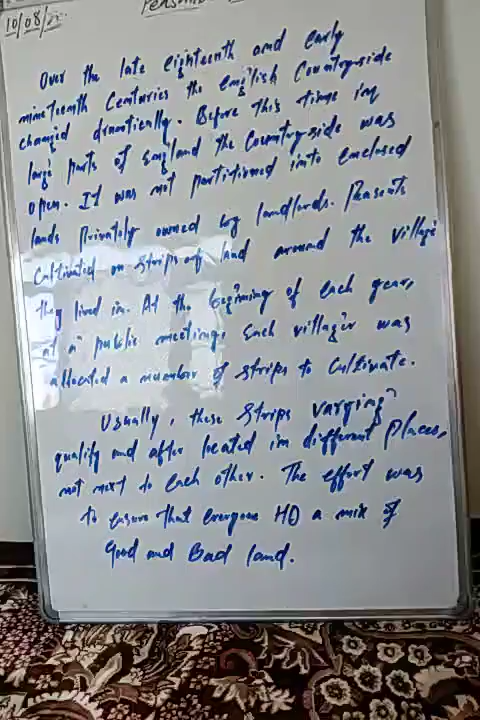 10/08/
Over the late eighteenth and early
nineteenth Centuries the english Countryside
changed dramatically. Before this time in
large parts of England the Countryside was
open. It was not partitioned into enclosed
lands Privately owned by landlords. Peasents
Cultivated on strips of land around the village
they lived in. At the beginning of each year,
at a public meeting, each villager was
allocated a number of strips to Cultivate.
Usually, these Strips varying
quality and after located in different Places,
not next to each other. The effort was
to ensure that everyone HD a mix of
Good and Bad land.